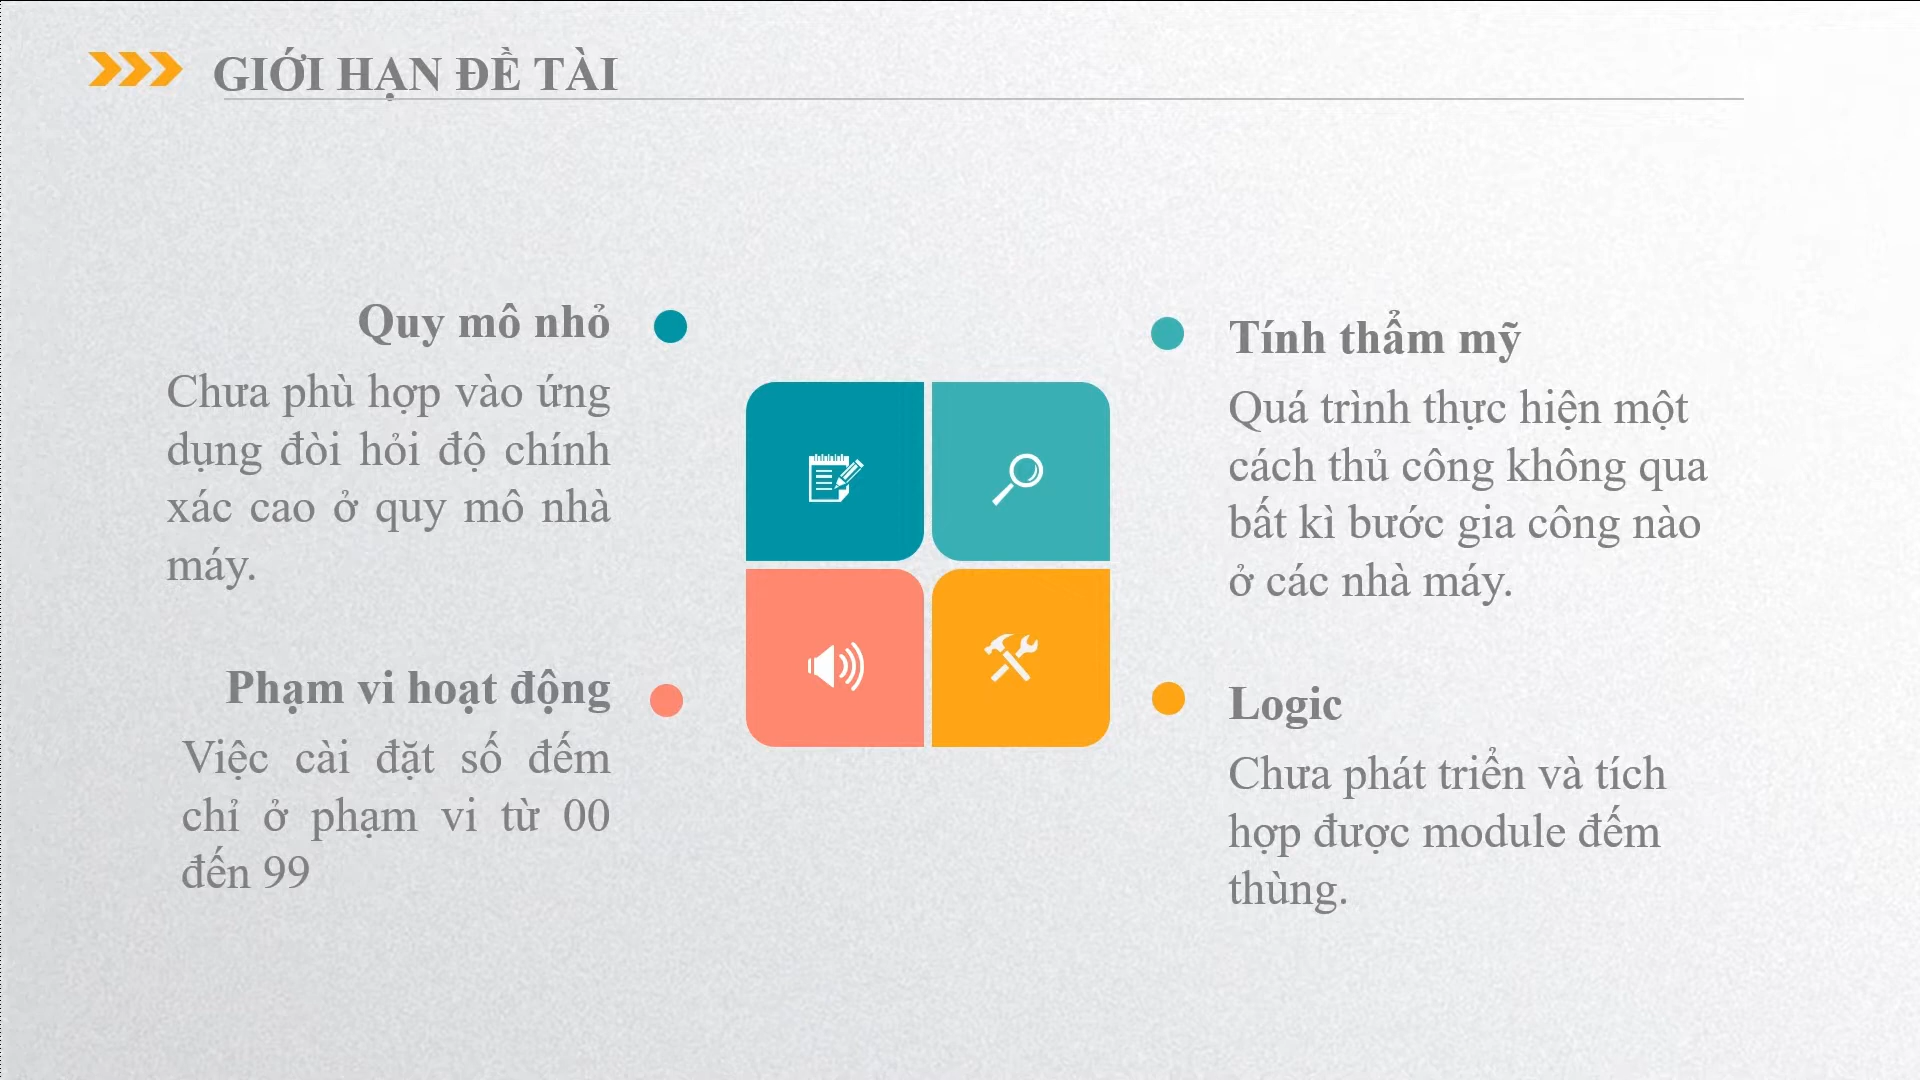 GIỚI HẠN ĐỀ TÀI
Quy mô nhỏ
Chưa phù hợp vào ứng
dụng đòi hỏi độ chính
xác cao ở quy mô nhà
máy.
Tính thẩm mỹ
Quá trình thực hiện một
cách thủ công không qua
bất kì bước gia công nào
ở các nhà máy.
Phạm vi hoạt động
Việc cài đặt số đếm
chỉ ở phạm vi từ 00
đến 99
Logic
Chưa phát triển và tích
hợp được module đếm
thùng.